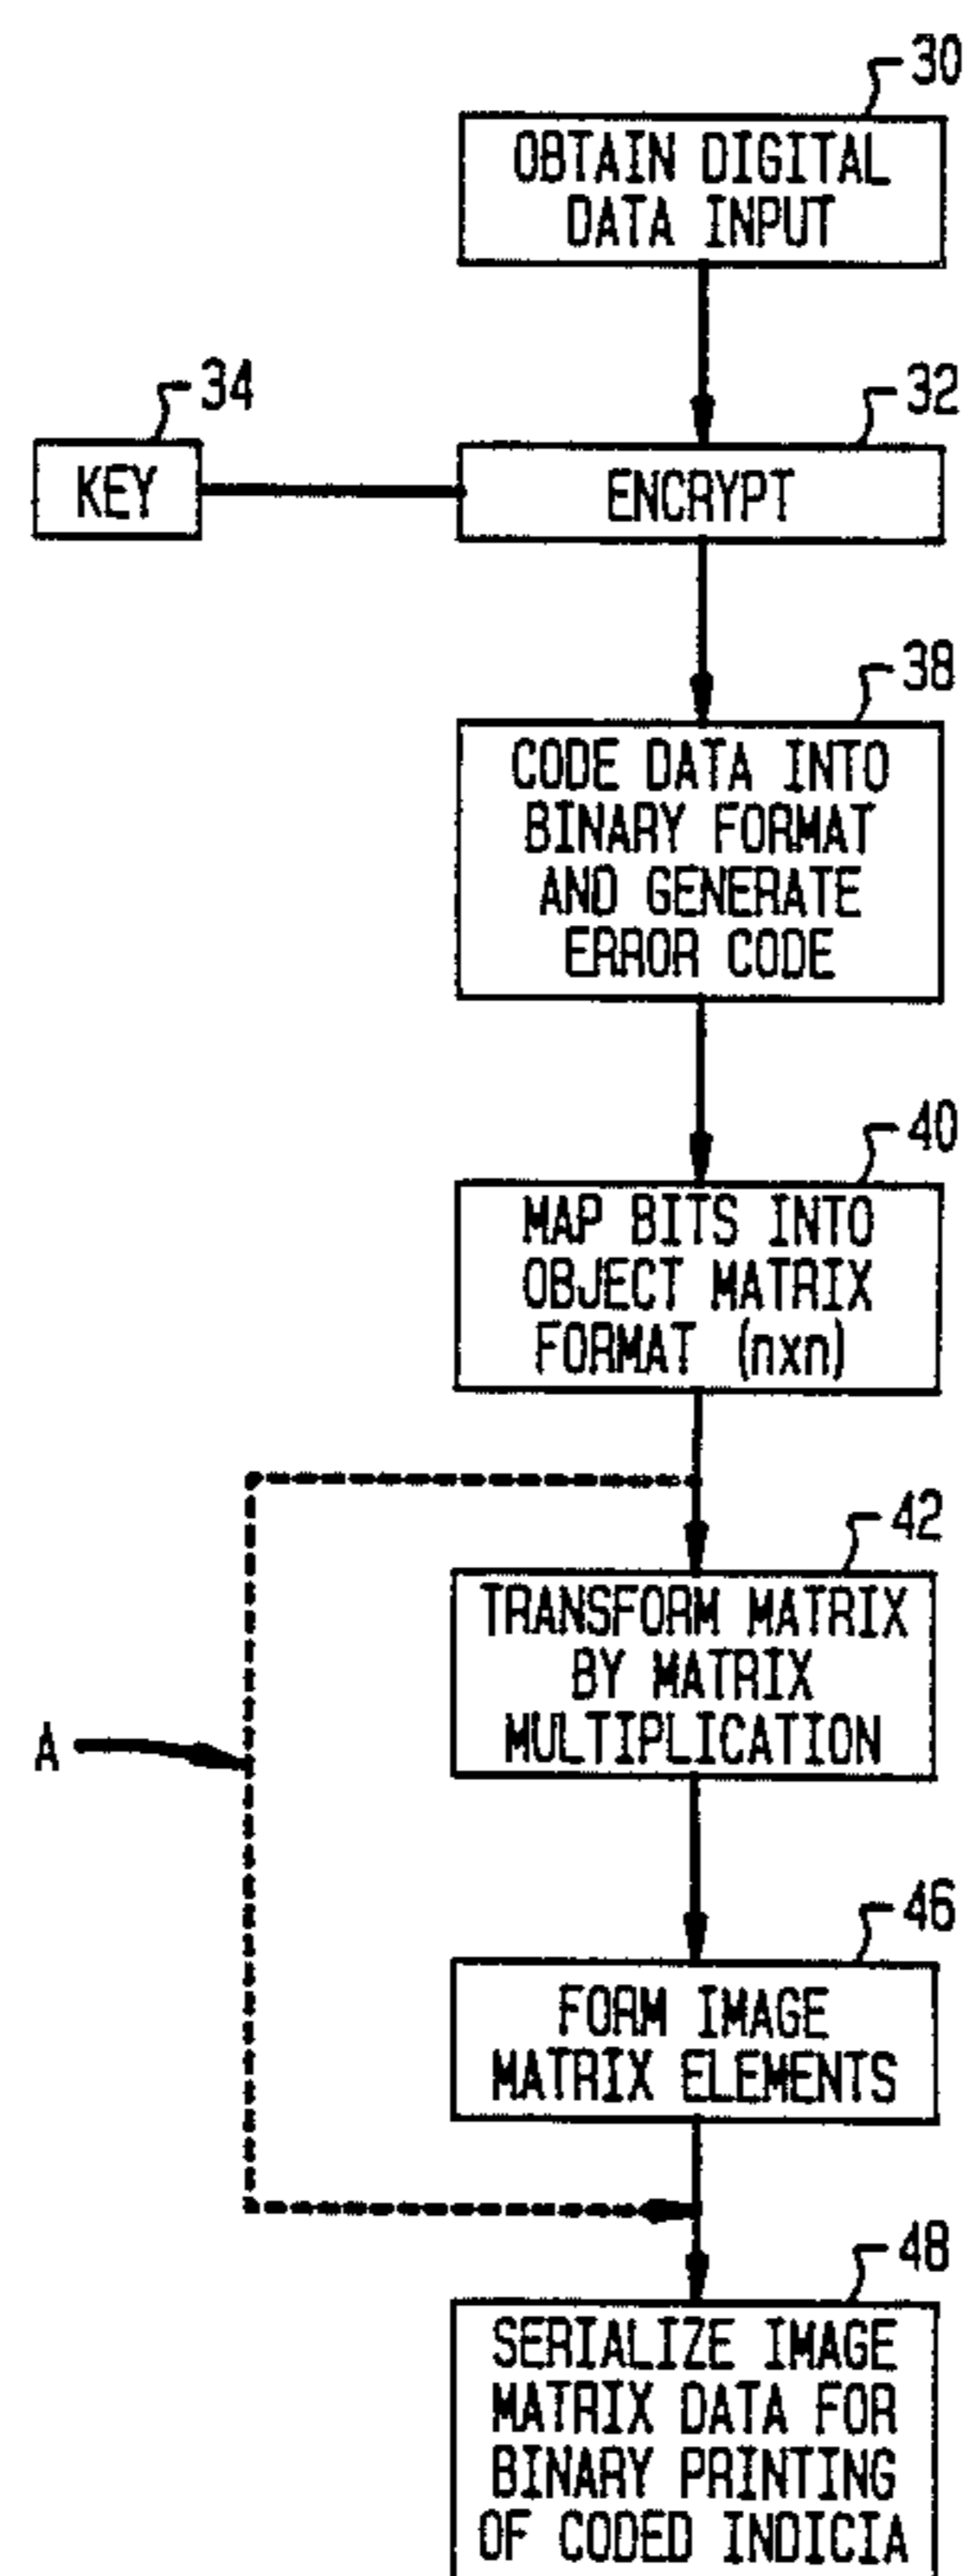 30
OBTAIN DIGITAL
DATA INPUT
34
32
KEY
ENCRYPT
38
CODE DATA INTO
BINARY FORMAT
AND GENERATE
ERROR CODE
40
MAP BITS INTO
OBJECT MATRIX
FORMAT (nxn)
42
TRANSFORM MATRIX
BY MATRIX
MULTIPLICATION
A
46
FORM IMAGE
MATRIX ELEMENTS
48
SERIALIZE IMAGE
MATRIX DATA FOR
BINARY PRINTING
OF CODED INDICIA